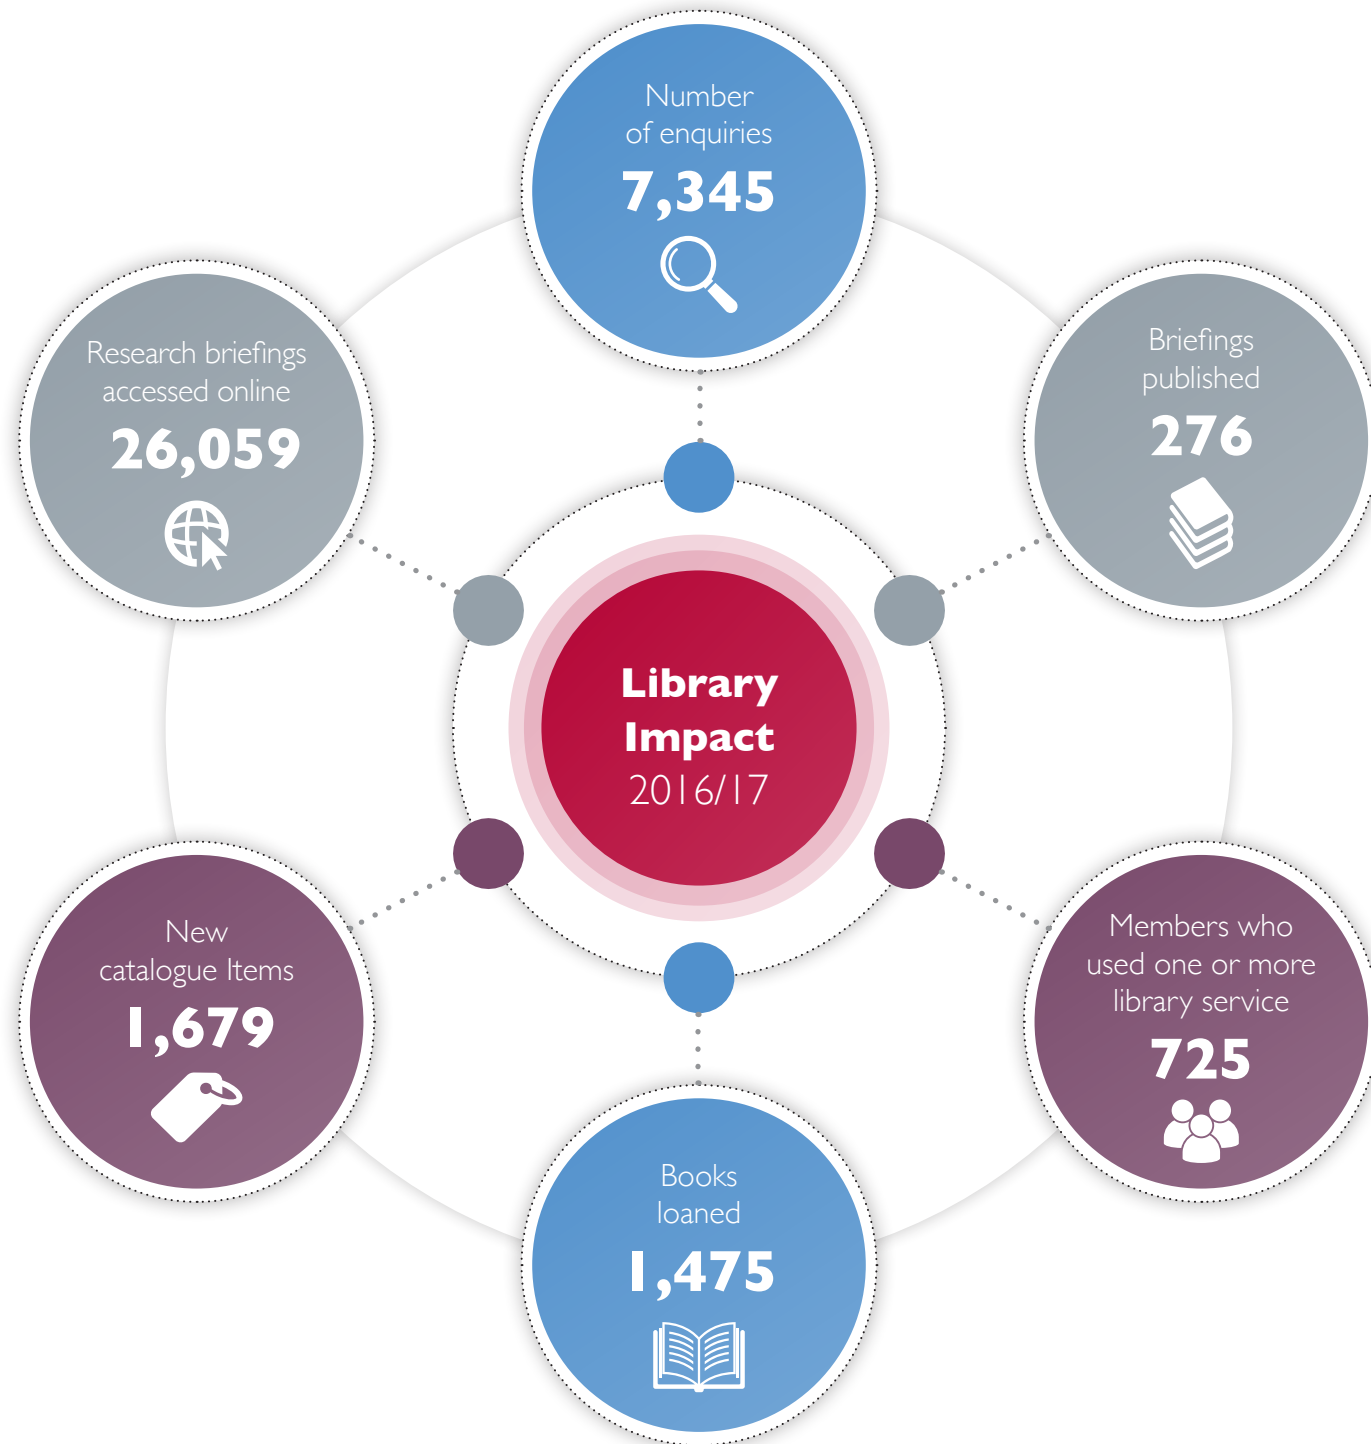 Number
of enquiries
7,345
Briefings
published
276
Members who
used one or more
library service
725
Books
loaned
1,475
New
catalogue Items
1,679
Research briefings
accessed online
26,059
Library
Impact
2016/17